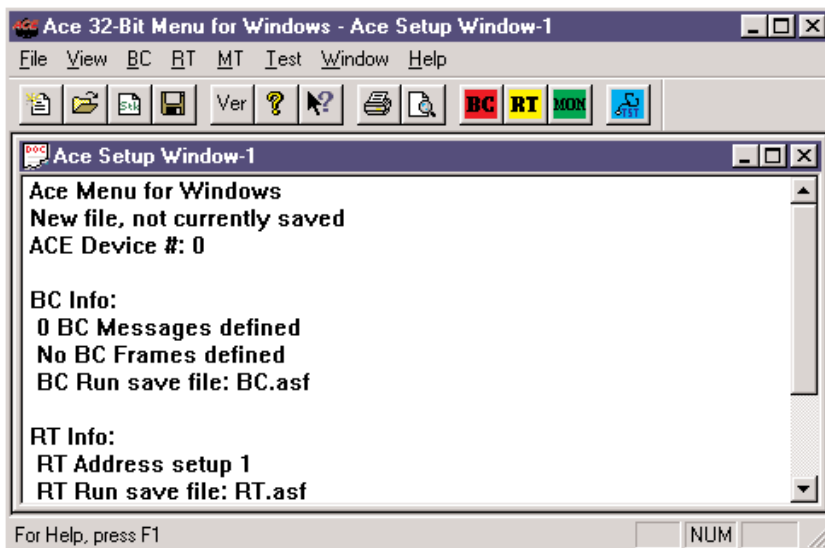 Ace 32-Bit Menu for Windows - Ace Setup Window-1
File View BC RT MT Test Window Help
Stk Ver BC RT MON TST
Ace Setup Window-1
Ace Menu for Windows
New file, not currently saved
ACE Device #: 0
BC Info:
0 BC Messages defined
No BC Frames defined
BC Run save file: BC.asf
RT Info:
RT Address setup 1
RT Run save file: RT.asf
For Help, press F1 NUM